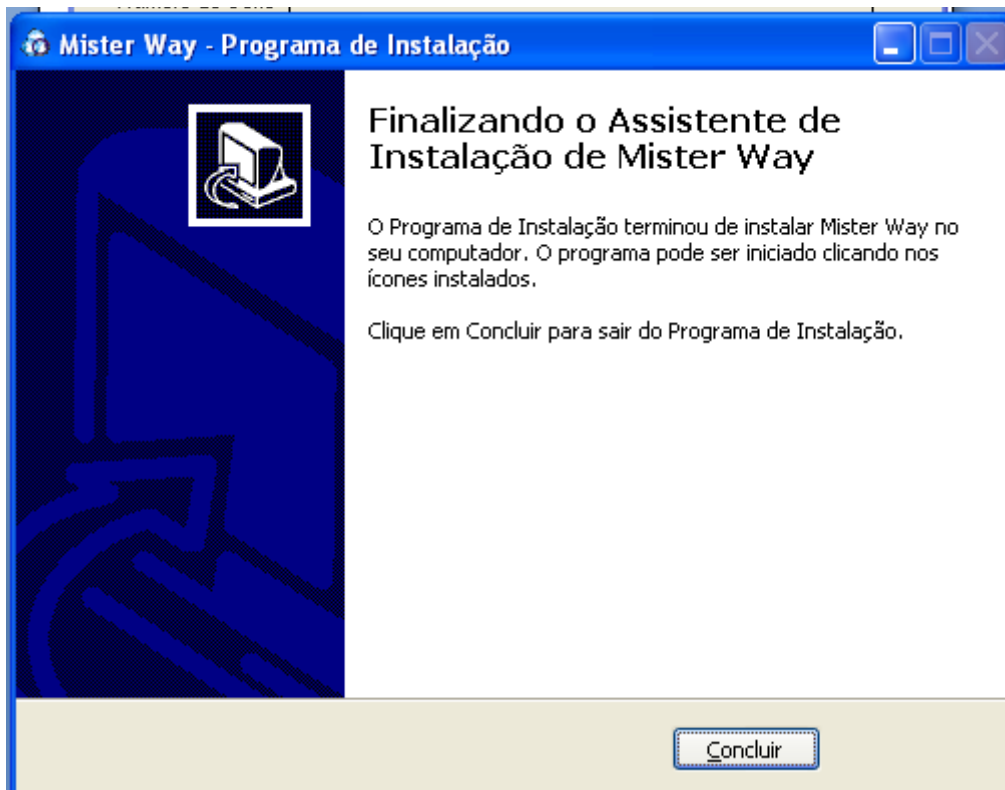 Mister Way - Programa de Instalação
Finalizando o Assistente de
Instalação de Mister Way
O Programa de Instalação terminou de instalar Mister Way no
seu computador. O programa pode ser iniciado clicando nos
ícones instalados.
Clique em Concluir para sair do Programa de Instalação.
Concluir